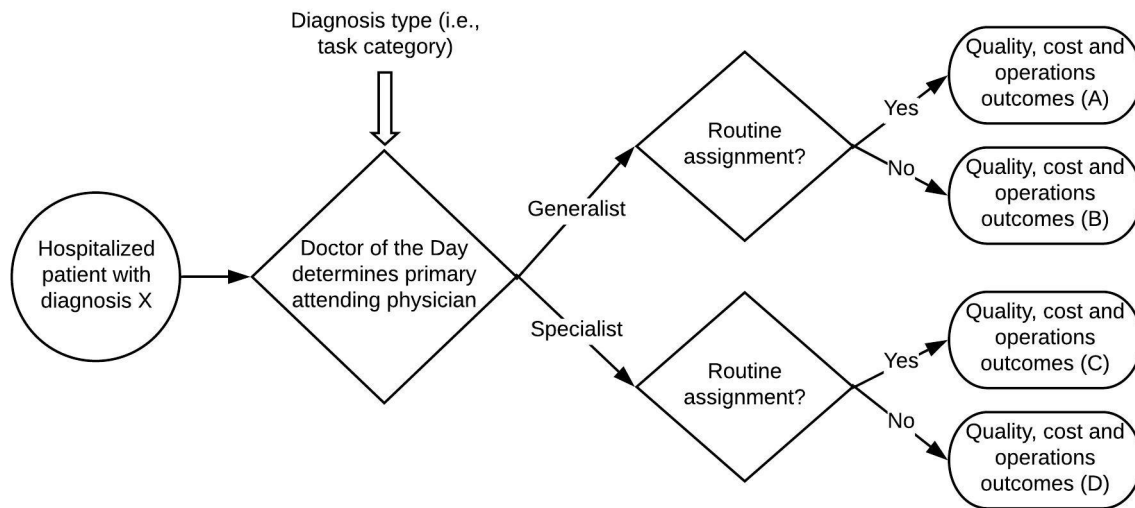 Diagnosis type (i.e.,
task category)
Hospitalized
patient with
diagnosis X
Doctor of the Day
determines primary
attending physician
Generalist
Specialist
Routine
assignment?
Yes
No
Quality, cost and
operations
outcomes (A)
Quality, cost and
operations
outcomes (B)
Routine
assignment?
Yes
No
Quality, cost and
operations
outcomes (C)
Quality, cost and
operations
outcomes (D)